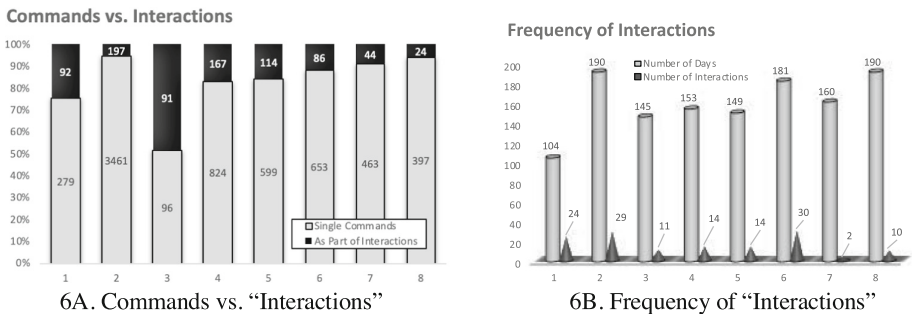 Commands vs. Interactions
100%
90%
80%
70%
60%
50%
40%
30%
20%
10%
0%
92 197 91 167 114 86 44 24
279 3461 96 824 599 653 463 397
Single Commands
As Part of Interactions
1 2 3 4 5 6 7 8
6A. Commands vs. “Interactions”
Frequency of Interactions
Number of Days
Number of Interactions
200
180
160
140
120
100
80
60
40
20
0
104 190 145 153 149 181 160 190
24 29 11 14 14 30 2 10
1 2 3 4 5 6 7 8
6B. Frequency of “Interactions”